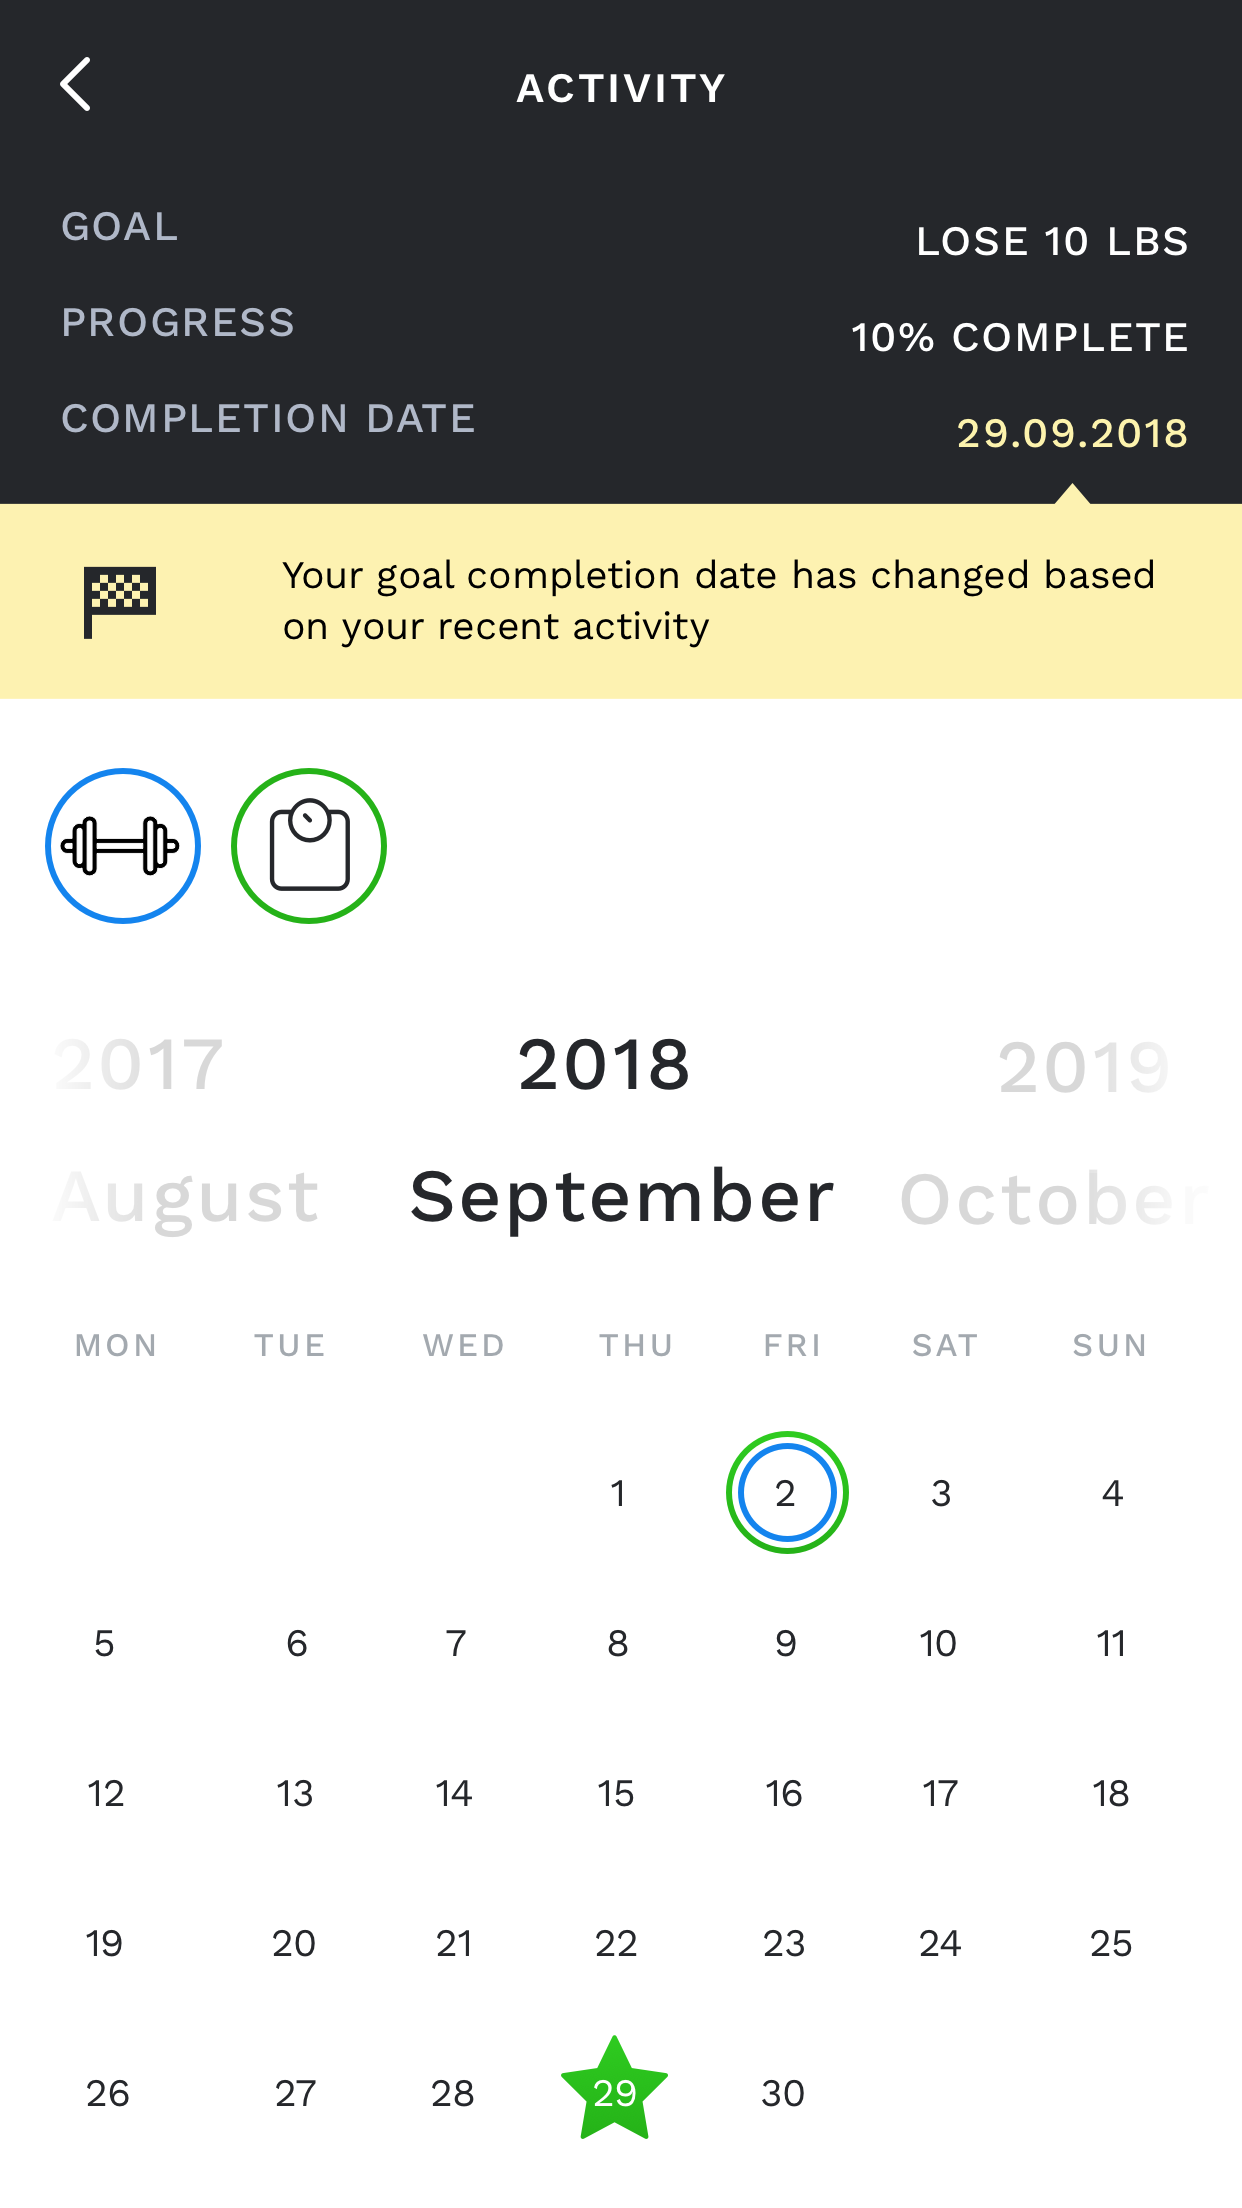 ACTIVITY
GOAL
LOSE 10 LBS
PROGRESS
10% COMPLETE
COMPLETION DATE
29.09.2018
Your goal completion date has changed based
on your recent activity
2017 2018 2019
August September October
MON TUE WED THU FRI SAT SUN
1 2 3 4
5 6 7 8 9 10 11
12 13 14 15 16 17 18
19 20 21 22 23 24 25
26 27 28 29 30